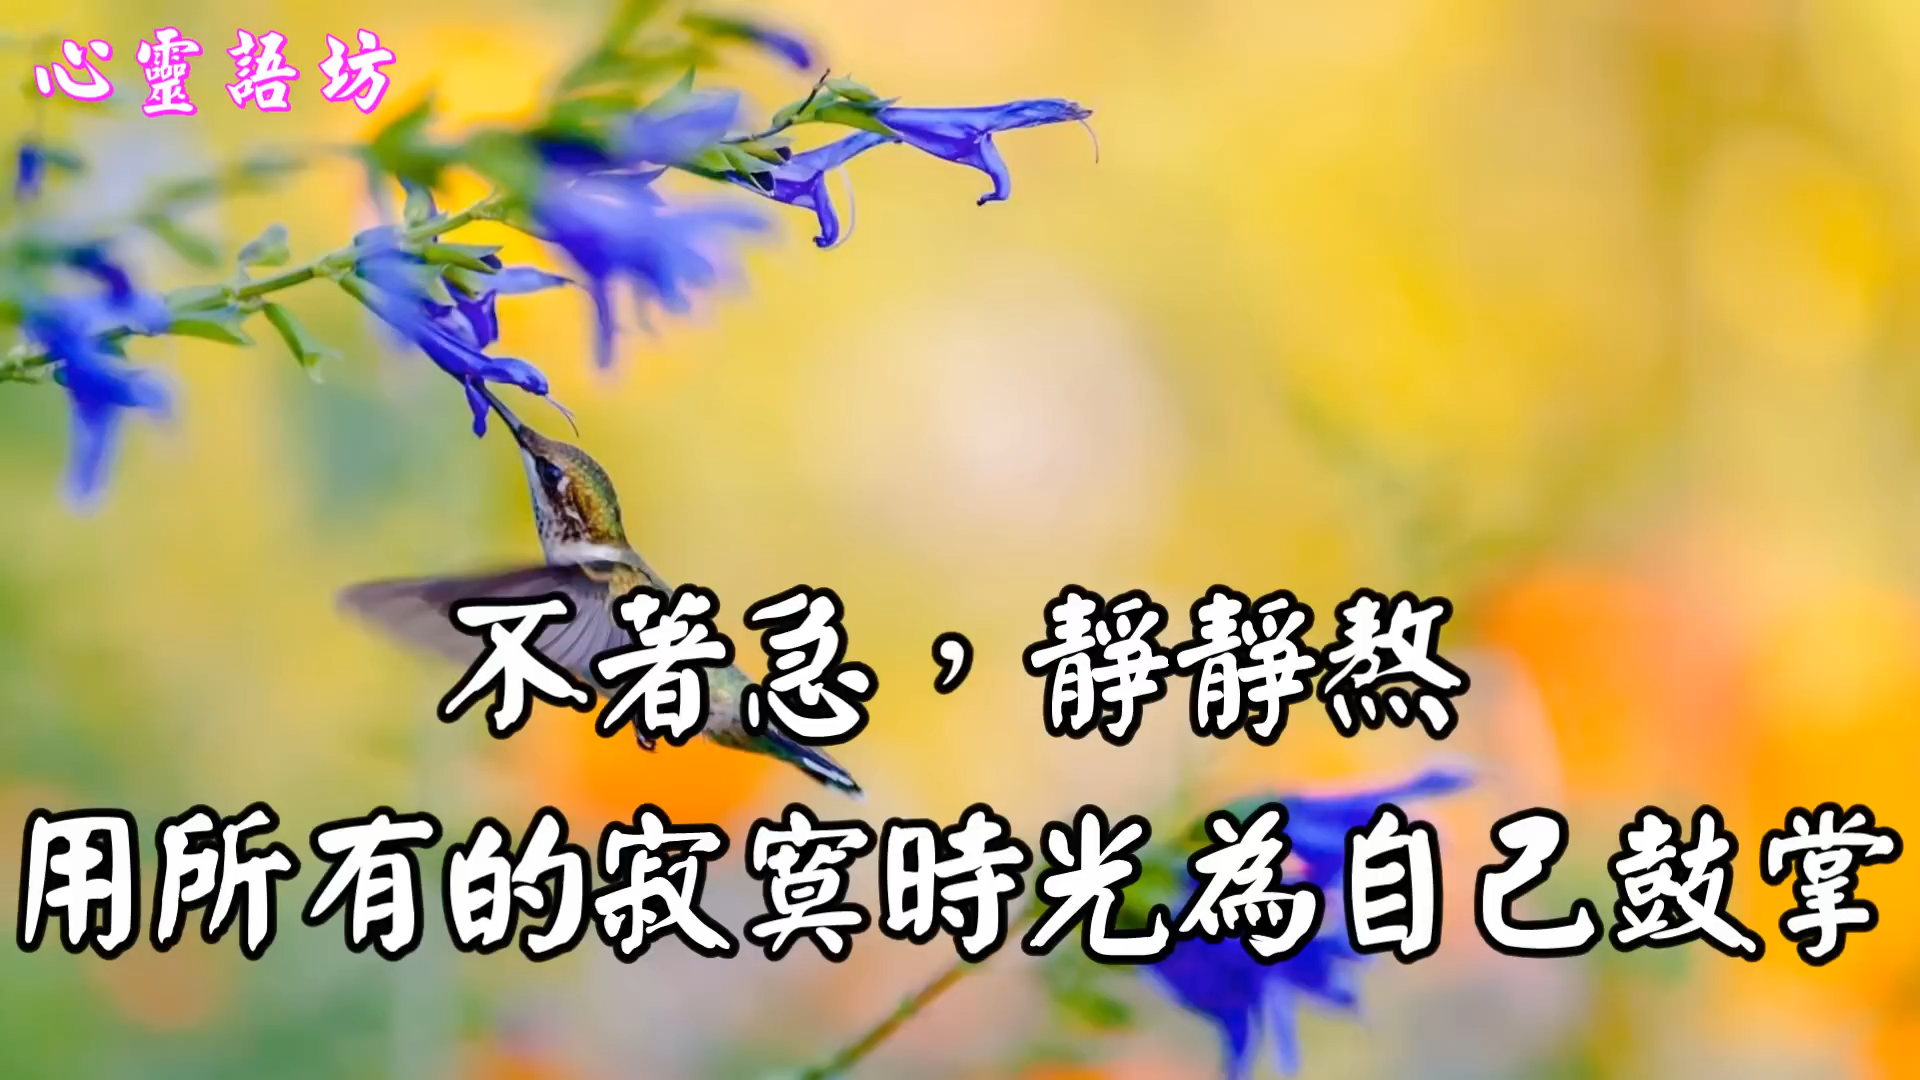 心靈語坊
不著急，靜靜熬
用所有的寂寞時光為自己鼓掌